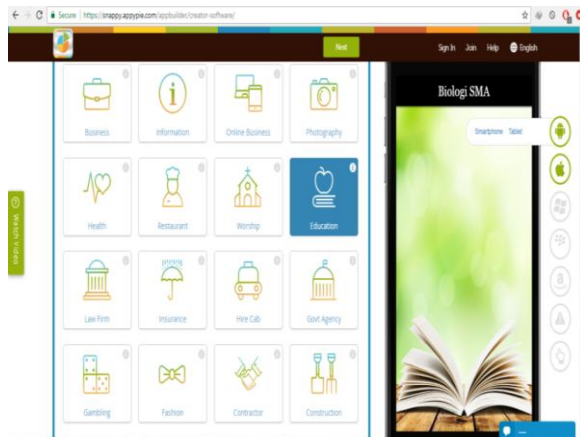 Secure | https://snappy.appypie.com/appbuilder/creator-software/
Next
Sign In Join Help English
Business
Information
Online Business
Photography
Health
Restaurant
Worship
Education
Law Firm
Insurance
Hire Cab
Govt Agency
Gambling
Fashion
Contractor
Construction
Watch Video
Biologi SMA
Smartphone Tablet